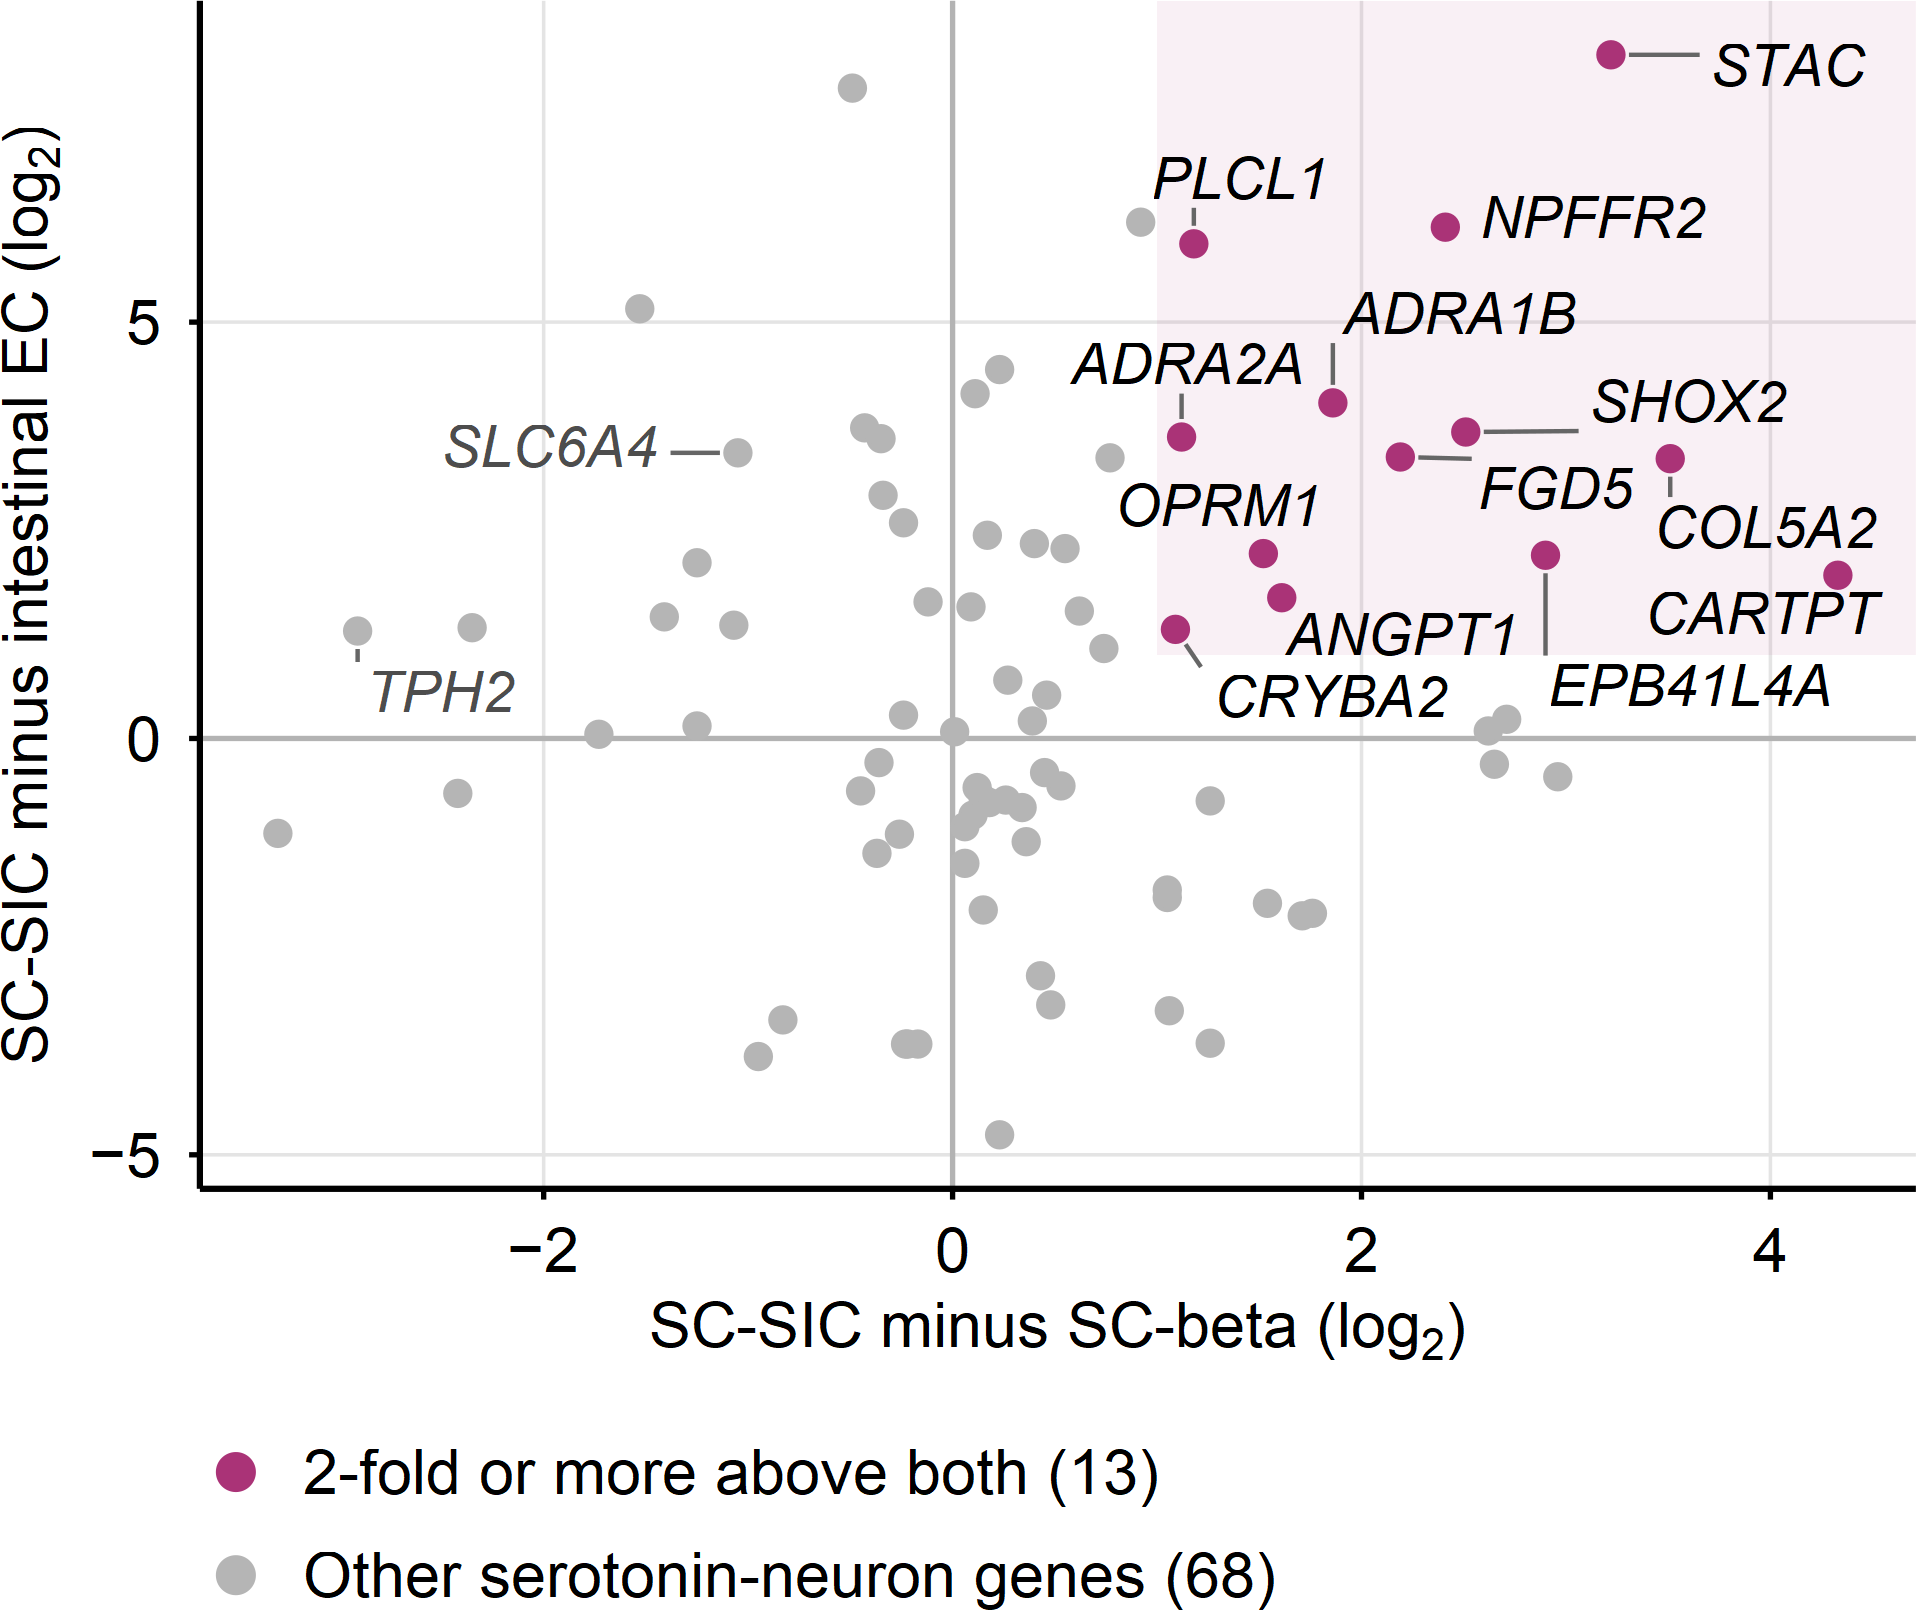 SC-SIC minus intestinal EC (log2)
STAC
PLCL1
NPFFR2
ADRA1B
5
ADRA2A
SHOX2
SLC6A4
FGD5
OPRM1
COL5A2
CARTPT
ANGPT1
TPH2
CRYBA2
EPB41L4A
0
−5
−2 0 2 4
SC-SIC minus SC-beta (log2)
2-fold or more above both (13)
Other serotonin-neuron genes (68)